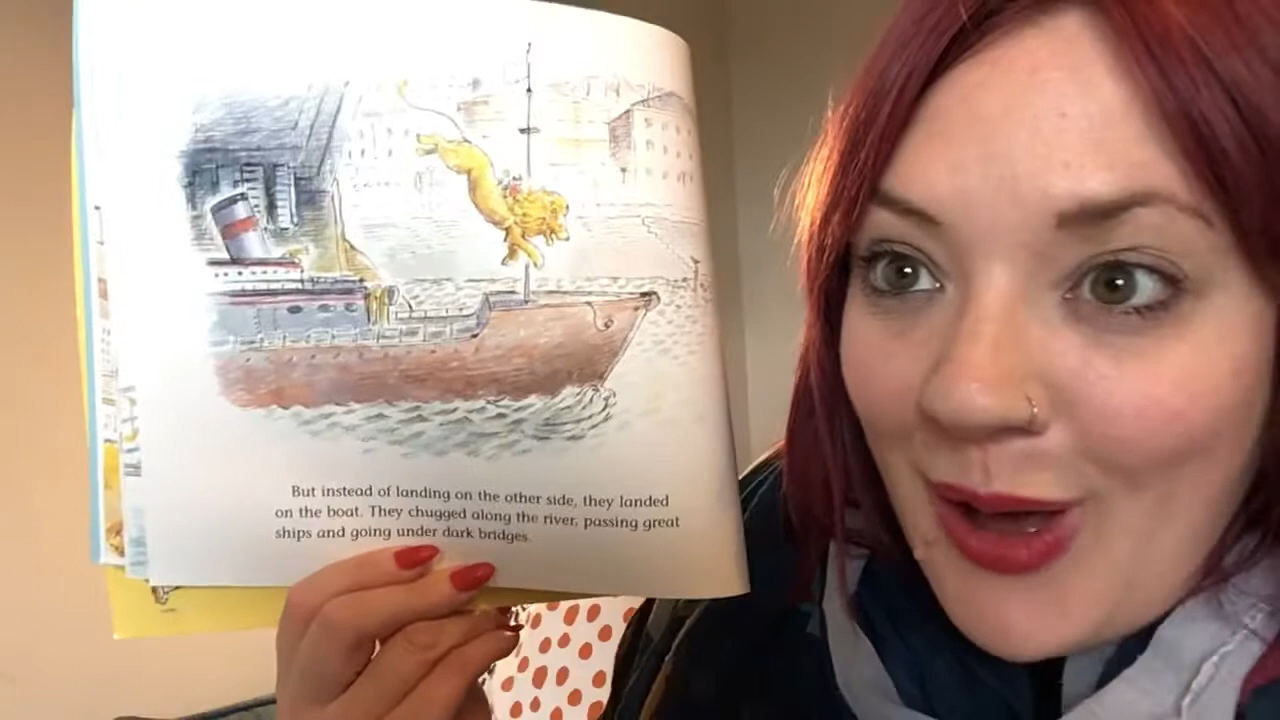 But instead of landing on the other side, they landed
on the boat. They chugged along the river, passing great
ships and going under dark bridges.